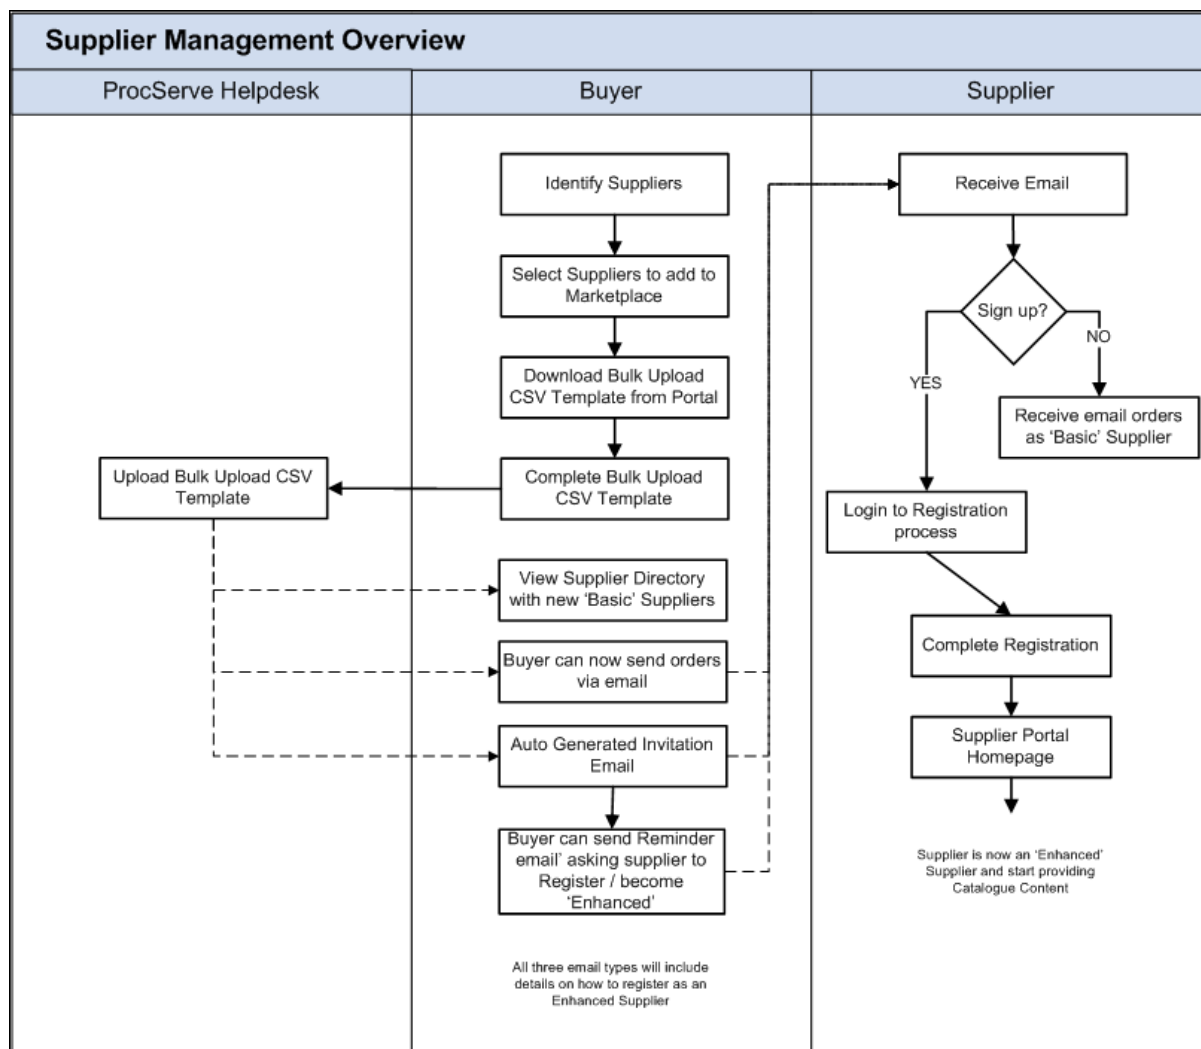 Supplier Management Overview
ProcServe Helpdesk
Buyer
Supplier
Upload Bulk Upload CSV
Template
Identify Suppliers
Select Suppliers to add to
Marketplace
Download Bulk Upload
CSV Template from Portal
Complete Bulk Upload
CSV Template
View Supplier Directory
with new ‘Basic’ Suppliers
Buyer can now send orders
via email
Auto Generated Invitation
Email
Buyer can send Reminder
email’ asking supplier to
Register / become
‘Enhanced’
All three email types will include
details on how to register as an
Enhanced Supplier
Receive Email
Sign up?
NO
YES
Receive email orders
as ‘Basic’ Supplier
Login to Registration
process
Complete Registration
Supplier Portal
Homepage
Supplier is now an ‘Enhanced’
Supplier and start providing
Catalogue Content